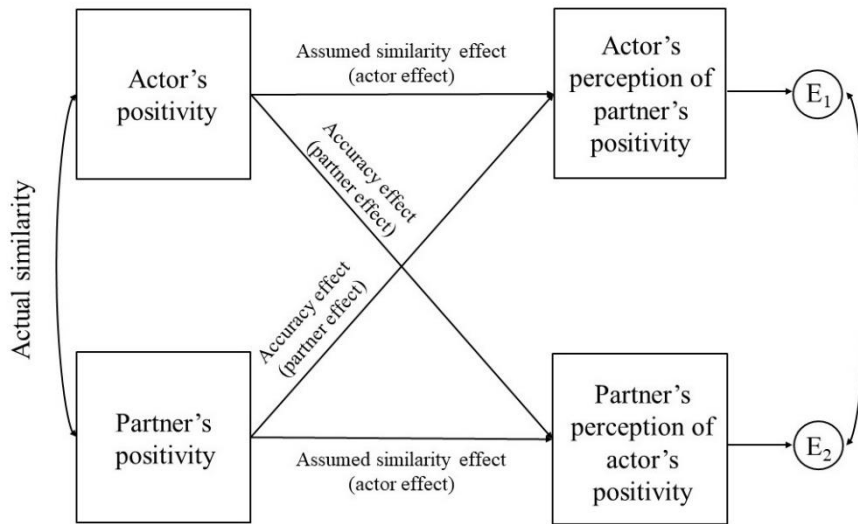 Actor's
positivity
Assumed similarity effect
(actor effect)
Actor's
perception of
partner's
positivity
E1
Actual similarity
Accuracy effect
(partner effect)
Accuracy effect
(partner effect)
Partner's
positivity
Assumed similarity effect
(actor effect)
Partner's
perception of
actor's
positivity
E2